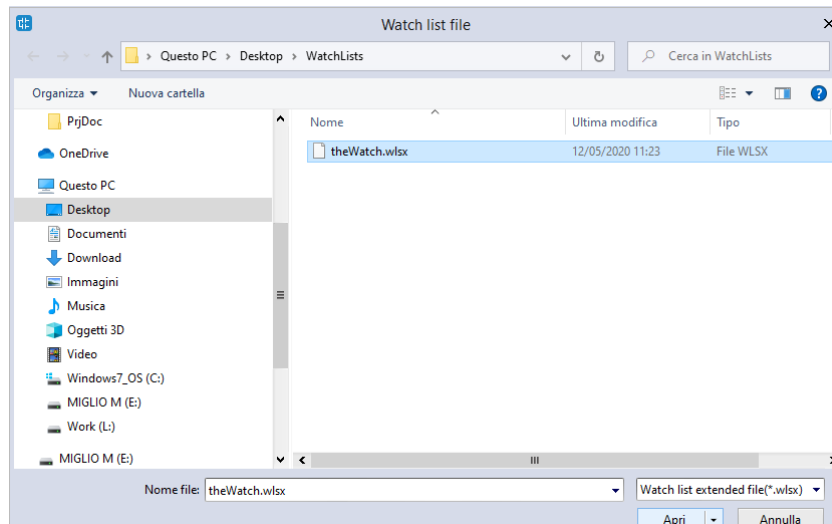 Watch list file
Questo PC > Desktop > WatchLists
Cerca in WatchLists
Organizza
Nuova cartella
PrjDoc
OneDrive
Questo PC
Desktop
Documenti
Download
Immagini
Musica
Oggetti 3D
Video
Windows7_OS (C:)
MIGLIO M (E:)
Work (L:)
MIGLIO M (E:)
Nome Ultima modifica Tipo
theWatch.wlsx 12/05/2020 11:23 File WLSX
Nome file: theWatch.wlsx Watch list extended file(*.wlsx)
Apri Annulla